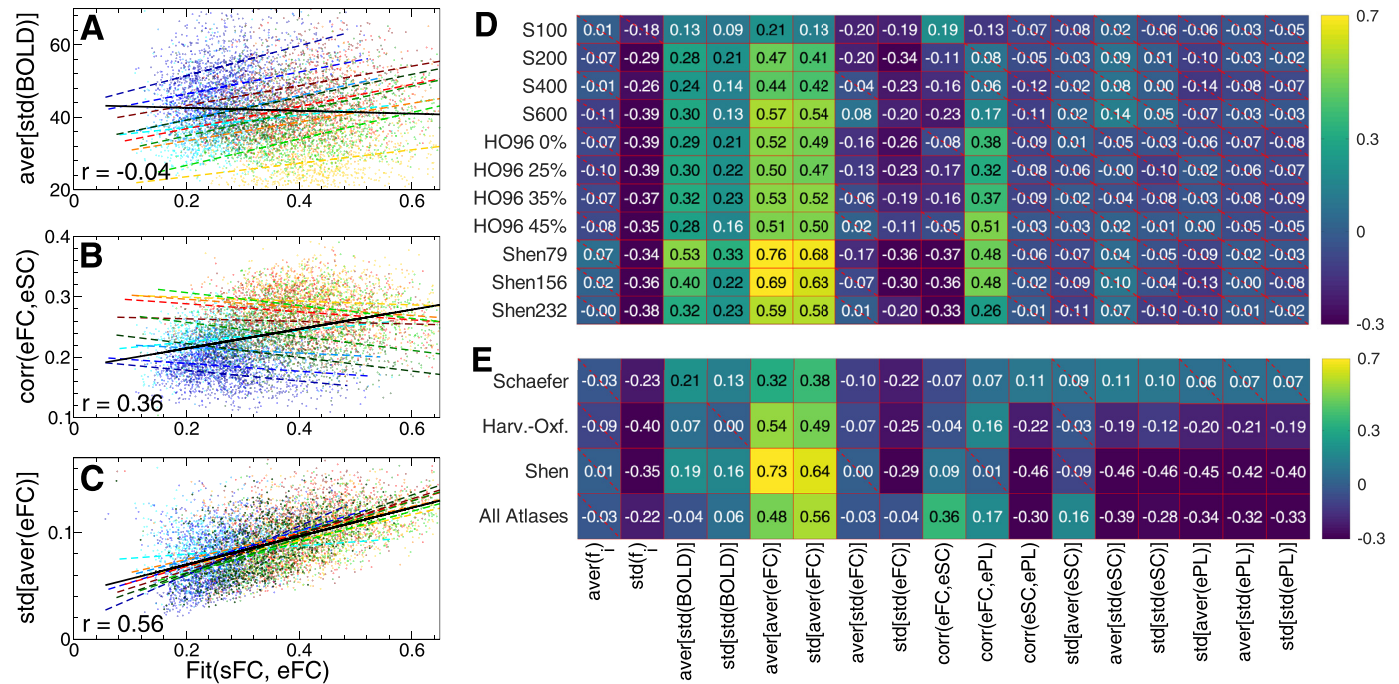 A
aver[std(BOLD)]
60
40
20
r = -0.04
0 0.2 0.4 0.6
B
corr(eFC,eSC)
0.4
0.3
0.2
0.1
r = 0.36
0 0.2 0.4 0.6
C
std[aver(eFC)]
0.1
0
r = 0.56
0 0.2 0.4 0.6
Fit(sFC, eFC)
D
S100 0.01 -0.18 0.13 0.09 0.21 0.13 -0.20 -0.19 0.19 -0.13 -0.07 -0.08 0.02 -0.06 -0.06 -0.03 -0.05
S200 -0.07 -0.29 0.28 0.21 0.47 0.41 -0.20 -0.34 -0.11 0.08 -0.05 -0.03 0.09 0.01 -0.10 -0.03 -0.02
S400 -0.01 -0.26 0.24 0.14 0.44 0.42 -0.04 -0.23 -0.16 0.06 -0.12 -0.02 0.08 0.00 -0.14 -0.08 -0.07
S600 -0.11 -0.39 0.30 0.13 0.57 0.54 0.08 -0.20 -0.23 0.17 -0.11 0.02 0.14 0.05 -0.07 -0.03 -0.03
HO96 0% -0.07 -0.39 0.29 0.21 0.52 0.49 -0.16 -0.26 -0.08 0.38 -0.09 0.01 -0.05 -0.03 -0.06 -0.07 -0.08
HO96 25% -0.10 -0.39 0.30 0.22 0.50 0.47 -0.13 -0.23 -0.17 0.32 -0.08 -0.06 -0.00 -0.10 -0.02 -0.06 -0.07
HO96 35% -0.07 -0.37 0.32 0.23 0.53 0.52 -0.06 -0.19 -0.16 0.37 -0.09 -0.02 -0.04 -0.08 -0.03 -0.08 -0.09
HO96 45% -0.08 -0.35 0.28 0.16 0.51 0.50 0.02 -0.11 -0.05 0.51 -0.03 -0.03 -0.02 -0.01 0.00 -0.05 -0.05
Shen79 0.07 -0.34 0.53 0.33 0.76 0.68 -0.17 -0.36 -0.37 0.48 -0.06 -0.07 0.04 -0.05 -0.09 -0.02 -0.03
Shen156 0.02 -0.36 0.40 0.22 0.69 0.63 -0.07 -0.30 -0.36 0.48 -0.02 -0.09 0.10 -0.04 -0.13 -0.00 -0.08
Shen232 -0.00 -0.38 0.32 0.23 0.59 0.58 0.01 -0.20 -0.33 0.26 -0.01 -0.11 0.07 -0.10 -0.10 -0.01 -0.02
0.7
0.3
0
-0.3
E
Schaefer -0.03 -0.23 0.21 0.13 0.32 0.38 -0.10 -0.22 -0.07 0.07 0.11 0.09 0.11 0.10 0.06 0.07 0.07
Harv.-Oxf. -0.09 -0.40 0.07 0.00 0.54 0.49 -0.07 -0.25 -0.04 0.16 -0.22 -0.03 -0.19 -0.12 -0.20 -0.21 -0.19
Shen 0.01 -0.35 0.19 0.16 0.73 0.64 0.00 -0.29 0.09 0.01 -0.46 -0.09 -0.46 -0.46 -0.45 -0.42 -0.40
All Atlases -0.03 -0.22 -0.04 0.06 0.48 0.56 -0.03 -0.04 0.36 0.17 -0.30 0.16 -0.39 -0.28 -0.34 -0.32 -0.33
0.7
0.3
0
-0.3
aver(fi)
std(fi)
aver[std(BOLD)]
std[std(BOLD)]
aver[aver(eFC)]
std[aver(eFC)]
aver[std(eFC)]
std[std(eFC)]
corr(eFC,eSC)
corr(eFC,ePL)
corr(eSC,ePL)
std[aver(eSC)]
aver[std(eSC)]
std[std(eSC)]
std[aver(ePL)]
aver[std(ePL)]
std[std(ePL)]